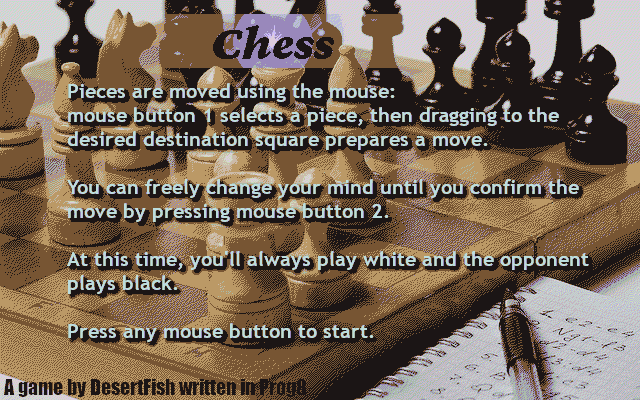 Chess
Pieces are moved using the mouse:
mouse button 1 selects a piece, then dragging to the
desired destination square prepares a move.
You can freely change your mind until you confirm the
move by pressing mouse button 2.
At this time, you'll always play white and the opponent
plays black.
Press any mouse button to start.
A game by DesertFish written in Prog8